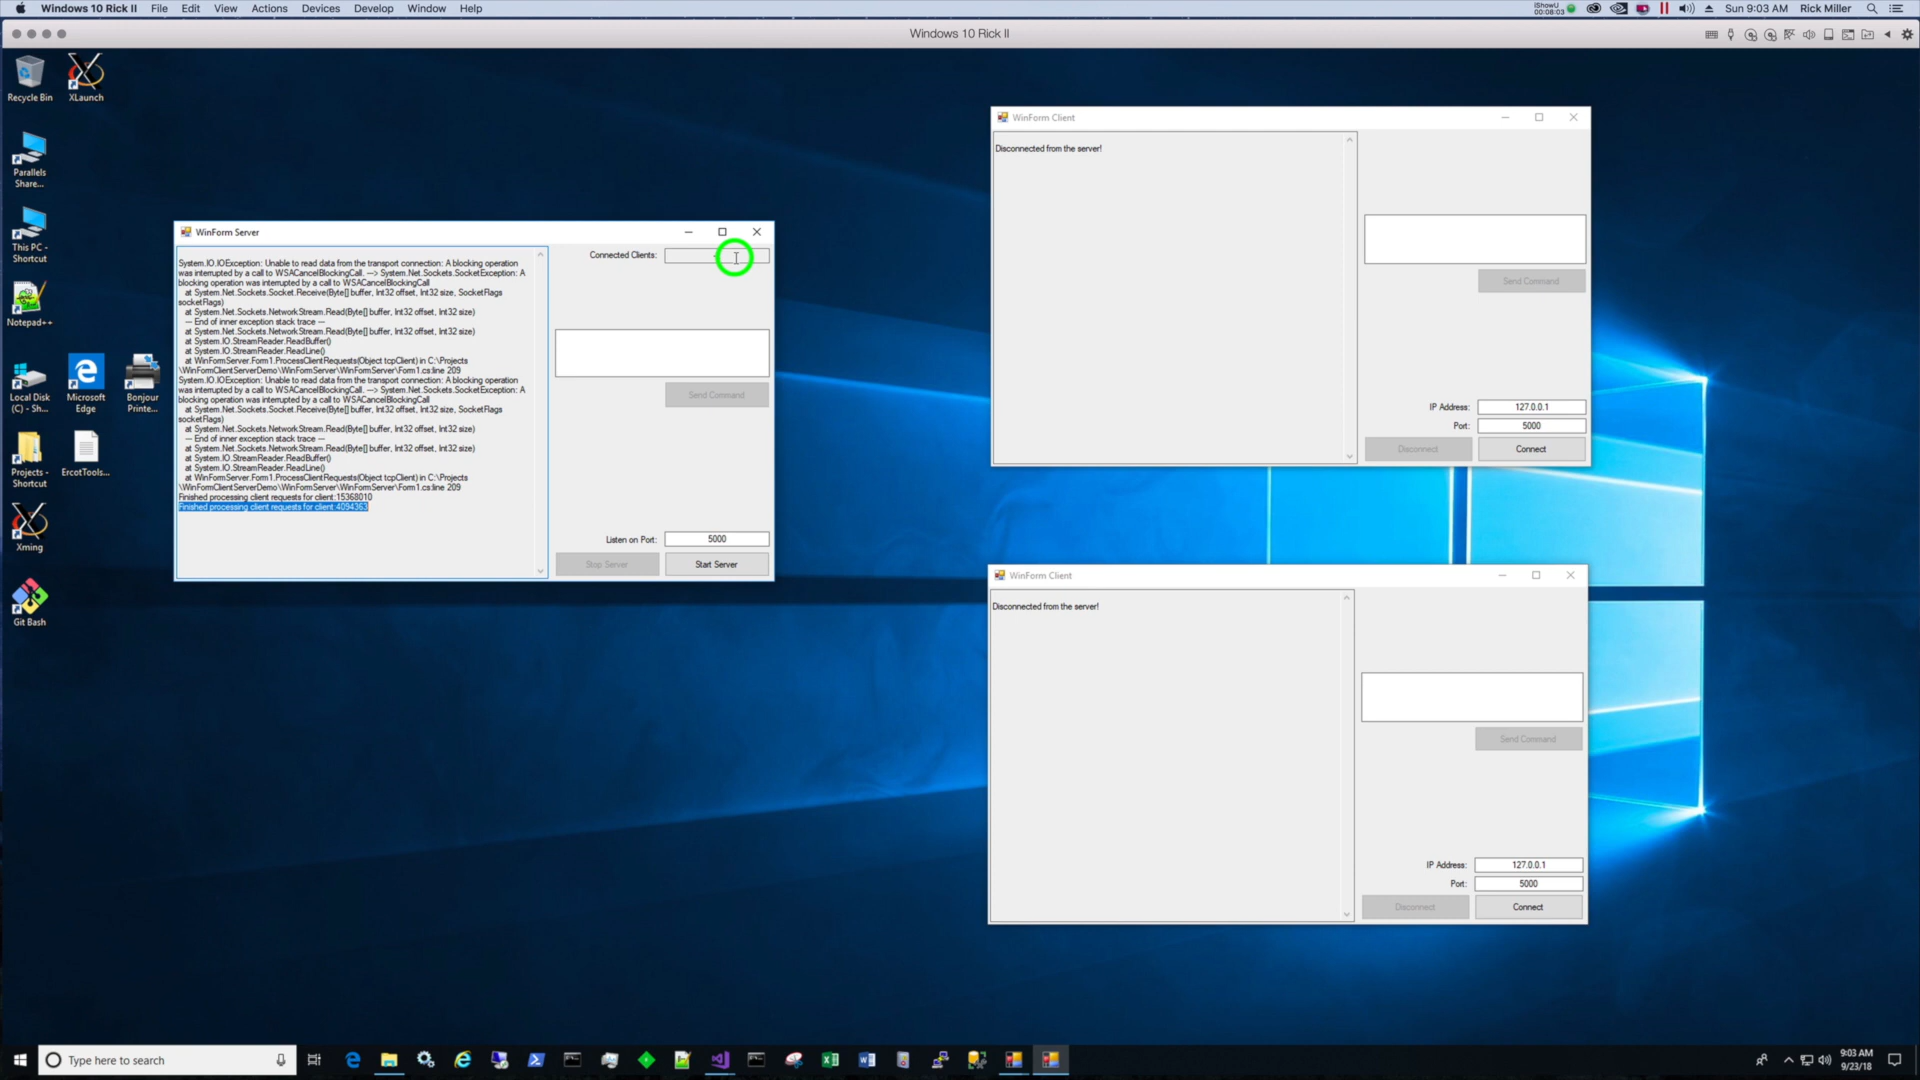 Windows 10 Rick II File Edit View Actions Devices Develop Window Help
iShowU
00:08:03
Sun 9:03 AM Rick Miller
Windows 10 Rick II
Recycle Bin
XLaunch
Parallels
Share...
This PC -
Shortcut
Notepad++
Local Disk
(C) - Sh...
Microsoft
Edge
Bonjour
Printe...
Projects -
Shortcut
ErcotTools...
Xming
Git Bash
WinForm Server
System.IO.IOException: Unable to read data from the transport connection: A blocking operation
was interrupted by a call to WSACancelBlockingCall. ---> System.Net.Sockets.SocketException: A
blocking operation was interrupted by a call to WSACancelBlockingCall
at System.Net.Sockets.Socket.Receive(Byte[] buffer, Int32 offset, Int32 size, SocketFlags
socketFlags)
at System.Net.Sockets.NetworkStream.Read(Byte[] buffer, Int32 offset, Int32 size)
--- End of inner exception stack trace ---
at System.Net.Sockets.NetworkStream.Read(Byte[] buffer, Int32 offset, Int32 size)
at System.IO.StreamReader.ReadBuffer()
at System.IO.StreamReader.ReadLine()
at WinFormServer.Form1.ProcessClientRequests(Object tcpClient) in C:\Projects
\WinFormClientServerDemo\WinFormServer\WinFormServer\Form1.cs:line 209
System.IO.IOException: Unable to read data from the transport connection: A blocking operation
was interrupted by a call to WSACancelBlockingCall. ---> System.Net.Sockets.SocketException: A
blocking operation was interrupted by a call to WSACancelBlockingCall
at System.Net.Sockets.Socket.Receive(Byte[] buffer, Int32 offset, Int32 size, SocketFlags
socketFlags)
at System.Net.Sockets.NetworkStream.Read(Byte[] buffer, Int32 offset, Int32 size)
--- End of inner exception stack trace ---
at System.Net.Sockets.NetworkStream.Read(Byte[] buffer, Int32 offset, Int32 size)
at System.IO.StreamReader.ReadBuffer()
at System.IO.StreamReader.ReadLine()
at WinFormServer.Form1.ProcessClientRequests(Object tcpClient) in C:\Projects
\WinFormClientServerDemo\WinFormServer\WinFormServer\Form1.cs:line 209
Finished processing client requests for client:15368010
Finished processing client requests for client:4094363
Connected Clients:
Send Command
Listen on Port: 5000
Stop Server Start Server
WinForm Client
Disconnected from the server!
Send Command
IP Address: 127.0.0.1
Port: 5000
Disconnect Connect
WinForm Client
Disconnected from the server!
Send Command
IP Address: 127.0.0.1
Port: 5000
Disconnect Connect
Type here to search
9:03 AM
9/23/18